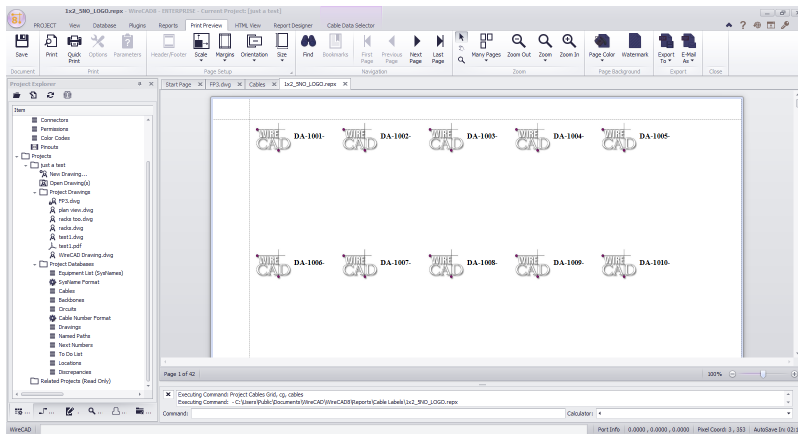 1x2_5NO_LOGO.repx - WireCADE - ENTERPRISE - Current Project: [just a test]
PROJECT View Database Plugins Reports Print Preview HTML View Report Designer Cable Data Selector
Save Print Quick Print Options Parameters Header/Footer Scale Margins Orientation Size Find Bookmarks First Page Previous Page Next Page Last Page Many Pages Zoom Out Zoom Zoom In Page Color Watermark Export To E-Mail As
Document Print Page Setup Navigation Zoom Page Background Export Close
Project Explorer
Start Page FP3.dwg Cables 1x2_5NO_LOGO.repx
Item
Connectors
Permissions
Color Codes
Pinouts
Projects
just a test
New Drawing...
Open Drawing(s)
Project Drawings
FP3.dwg
plan view.dwg
racks too.dwg
racks.dwg
test1.dwg
test1.pdf
WireCAD Drawing.dwg
Project Databases
Equipment List (SysNames)
SysName Format
Cables
Backbones
Circuits
Cable Number Format
Drawings
Named Paths
Next Numbers
To Do List
Locations
Discrepancies
Related Projects (Read Only)
WIRE CAD DA-1001- WIRE CAD DA-1002- WIRE CAD DA-1003- WIRE CAD DA-1004- WIRE CAD DA-1005-
WIRE CAD DA-1006- WIRE CAD DA-1007- WIRE CAD DA-1008- WIRE CAD DA-1009- WIRE CAD DA-1010-
Page 1 of 42 100%
Executing Command: Project Cables Grid, cg, cables
Executing Command: - C:\Users\Public\Documents\WireCAD\WireCAD8\Reports\Cable Labels\1x2_5NO_LOGO.repx
Command: Calculator:
WireCAD Port Info 0.0000 , 0.0000 , 0.0000 Pixel Coord: 3 , 353 AutoSave In: 02: